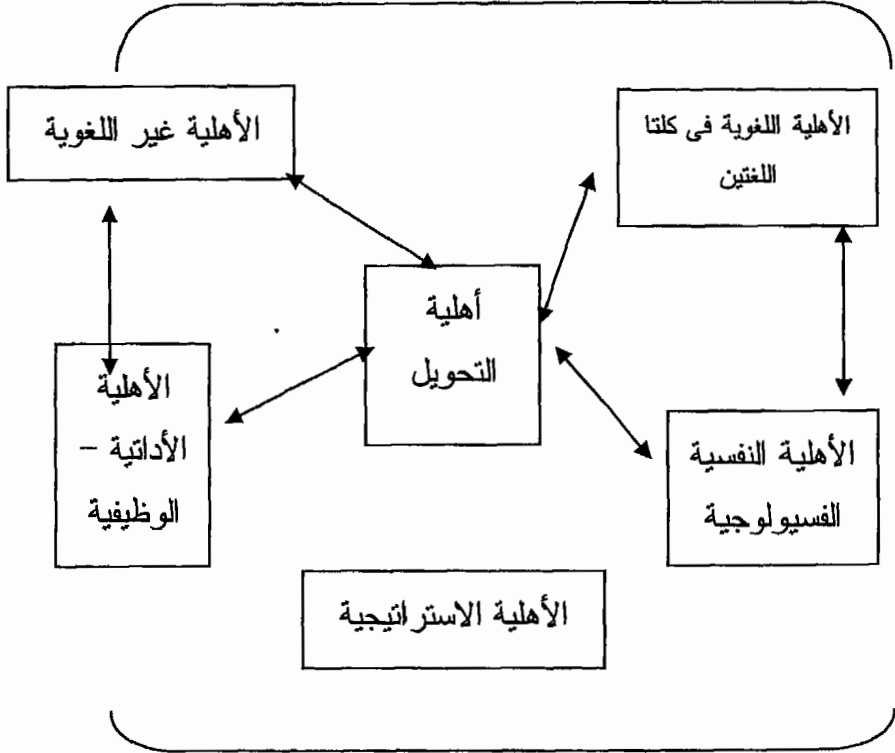 الأهلية اللغوية فى كلتا
اللغتين
الأهلية غير اللغوية
أهلية
التحويل
الأهلية
الأداتية –
الوظيفية
الأهلية النفسية
الفسيولوجية
الأهلية الاستراتيجية